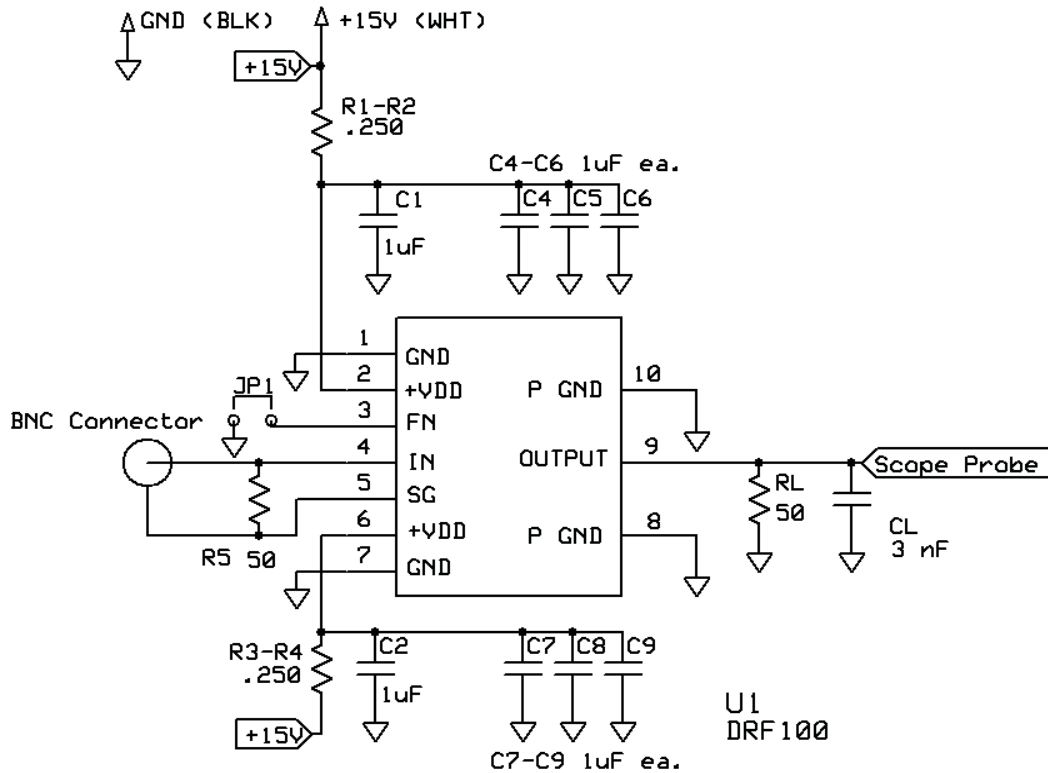 GND (BLK)
+15V (WHT)
+15V
R1-R2
.250
C4-C6 1uF ea.
C1
C4
C5
C6
1uF
1
GND
2
+VDD
P GND
10
JP1
3
FN
BNC Connector
4
IN
OUTPUT
9
Scope Probe
5
SG
RL
50
6
+VDD
P GND
8
CL
3 nF
R5 50
7
GND
R3-R4
.250
C2
C7
C8
C9
1uF
U1
DRF100
+15V
C7-C9 1uF ea.